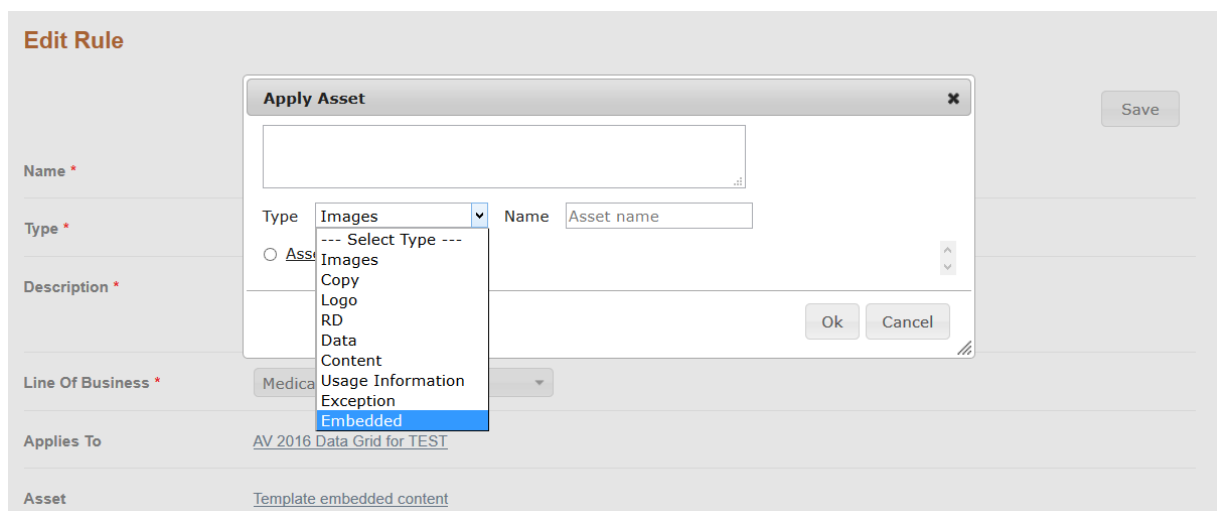 Edit Rule
Apply Asset
Save
Name *
Type Images Name Asset name
Type *
--- Select Type ---
Images
Copy
Logo
RD
Data
Content
Usage Information
Exception
Embedded
Description *
Ok Cancel
Line Of Business *
Applies To AV 2016 Data Grid for TEST
Asset Template embedded content